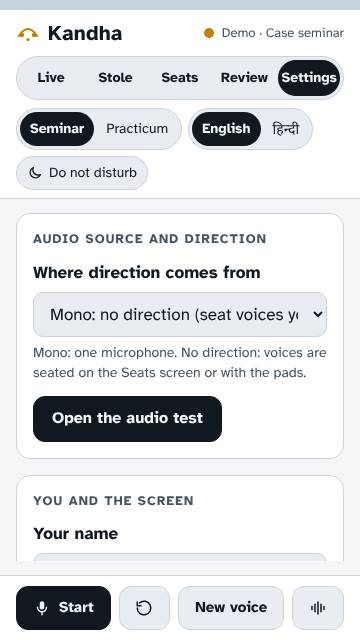 Kandha
Demo · Case seminar
Live Stole Seats Review Settings
Seminar Practicum English हिन्दी
Do not disturb
AUDIO SOURCE AND DIRECTION
Where direction comes from
Mono: no direction (seat voices
Mono: one microphone. No direction: voices are
seated on the Seats screen or with the pads.
Open the audio test
YOU AND THE SCREEN
Your name
Start New voice